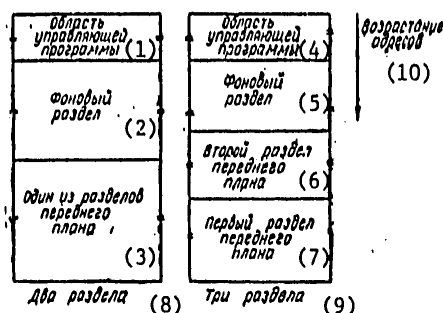 Область
управляющей
программы (1)
Фоновый
раздел
(2)
Один из разделов
переднего
плана
(3)
Два раздела (8)
Область
управляющей
программы (4)
Фоновый
раздел
(5)
Второй раздел
переднего плана
(6)
Первый раздел
переднего
плана (7)
Три раздела (9)
Возрастание
адресов
(10)